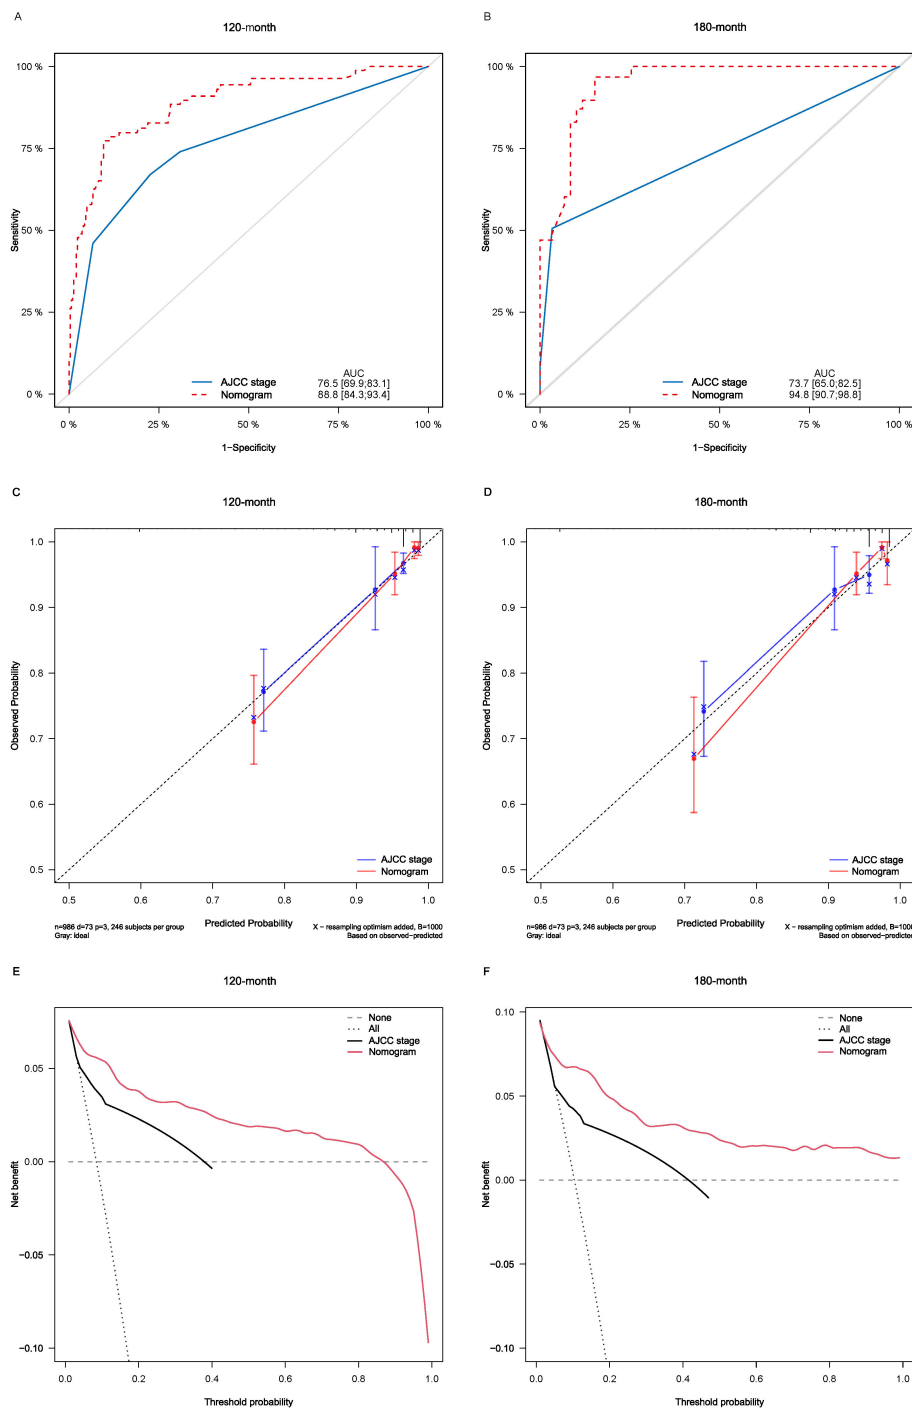 A
120-month
100 %
75 %
50 %
25 %
0 %
Sensitivity
AUC
AJCC stage 76.5 [69.9;83.1]
Nomogram 88.8 [84.3;93.4]
0 % 25 % 50 % 75 % 100 %
1−Specificity
B
180-month
100 %
75 %
50 %
25 %
0 %
Sensitivity
AUC
AJCC stage 73.7 [65.0;82.5]
Nomogram 94.8 [90.7;98.8]
0 % 25 % 50 % 75 % 100 %
1−Specificity
C
120-month
1.0
0.9
0.8
0.7
0.6
0.5
Observed Probability
AJCC stage
Nomogram
0.5 0.6 0.7 0.8 0.9 1.0
Predicted Probability
n=986 d=73 p=3, 246 subjects per group
Gray: ideal
X − resampling optimism added, B=1000
Based on observed−predicted
D
180-month
1.0
0.9
0.8
0.7
0.6
0.5
Observed Probability
AJCC stage
Nomogram
0.5 0.6 0.7 0.8 0.9 1.0
Predicted Probability
n=986 d=73 p=3, 246 subjects per group
Gray: ideal
X − resampling optimism added, B=1000
Based on observed−predicted
E
120-month
None
All
AJCC stage
Nomogram
0.05
0.00
−0.05
−0.10
Net benefit
0.0 0.2 0.4 0.6 0.8 1.0
Threshold probability
F
180-month
None
All
AJCC stage
Nomogram
0.10
0.05
0.00
−0.05
−0.10
Net benefit
0.0 0.2 0.4 0.6 0.8 1.0
Threshold probability